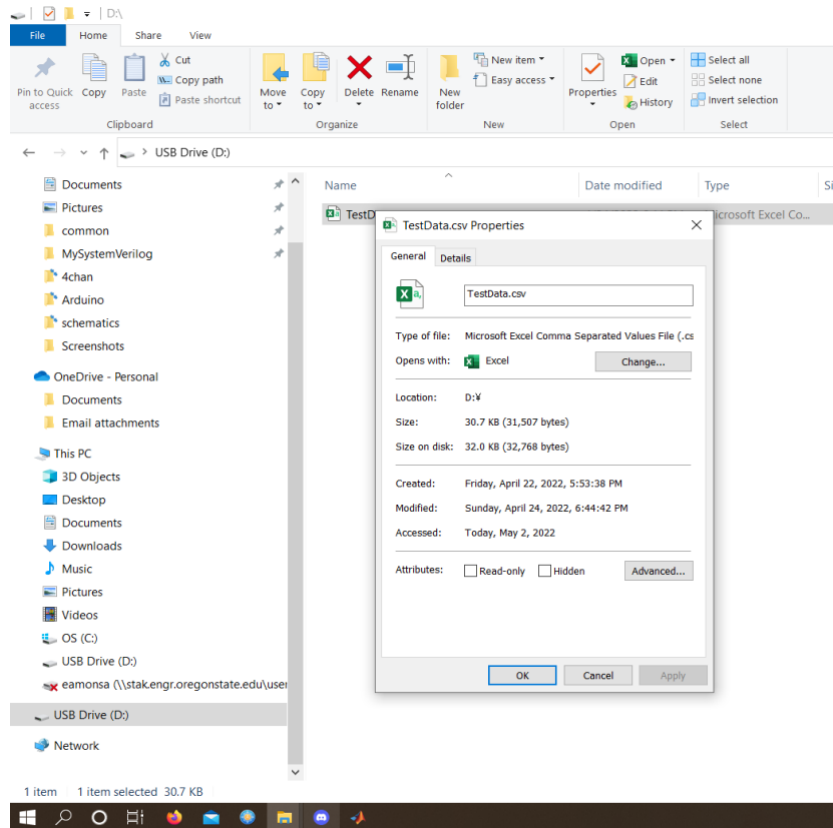 D:\
File Home Share View
Pin to Quick access
Copy
Paste
Cut
Copy path
Paste shortcut
Clipboard
Move to
Copy to
Delete
Rename
Organize
New folder
New item
Easy access
New
Properties
Open
Edit
History
Open
Select all
Select none
Invert selection
Select
USB Drive (D:)
Documents
Pictures
common
MySystemVerilog
4chan
Arduino
schematics
Screenshots
OneDrive - Personal
Documents
Email attachments
This PC
3D Objects
Desktop
Documents
Downloads
Music
Pictures
Videos
OS (C:)
USB Drive (D:)
eamonsa (\\stak.engr.oregonstate.edu\user
USB Drive (D:)
Network
Name Date modified Type Si
TestD
icrosoft Excel Co...
TestData.csv Properties
General Details
TestData.csv
Type of file: Microsoft Excel Comma Separated Values File (.cs
Opens with: Excel Change...
Location: D:¥
Size: 30.7 KB (31,507 bytes)
Size on disk: 32.0 KB (32,768 bytes)
Created: Friday, April 22, 2022, 5:53:38 PM
Modified: Sunday, April 24, 2022, 6:44:42 PM
Accessed: Today, May 2, 2022
Attributes: Read-only Hidden Advanced...
OK Cancel Apply
1 item 1 item selected 30.7 KB